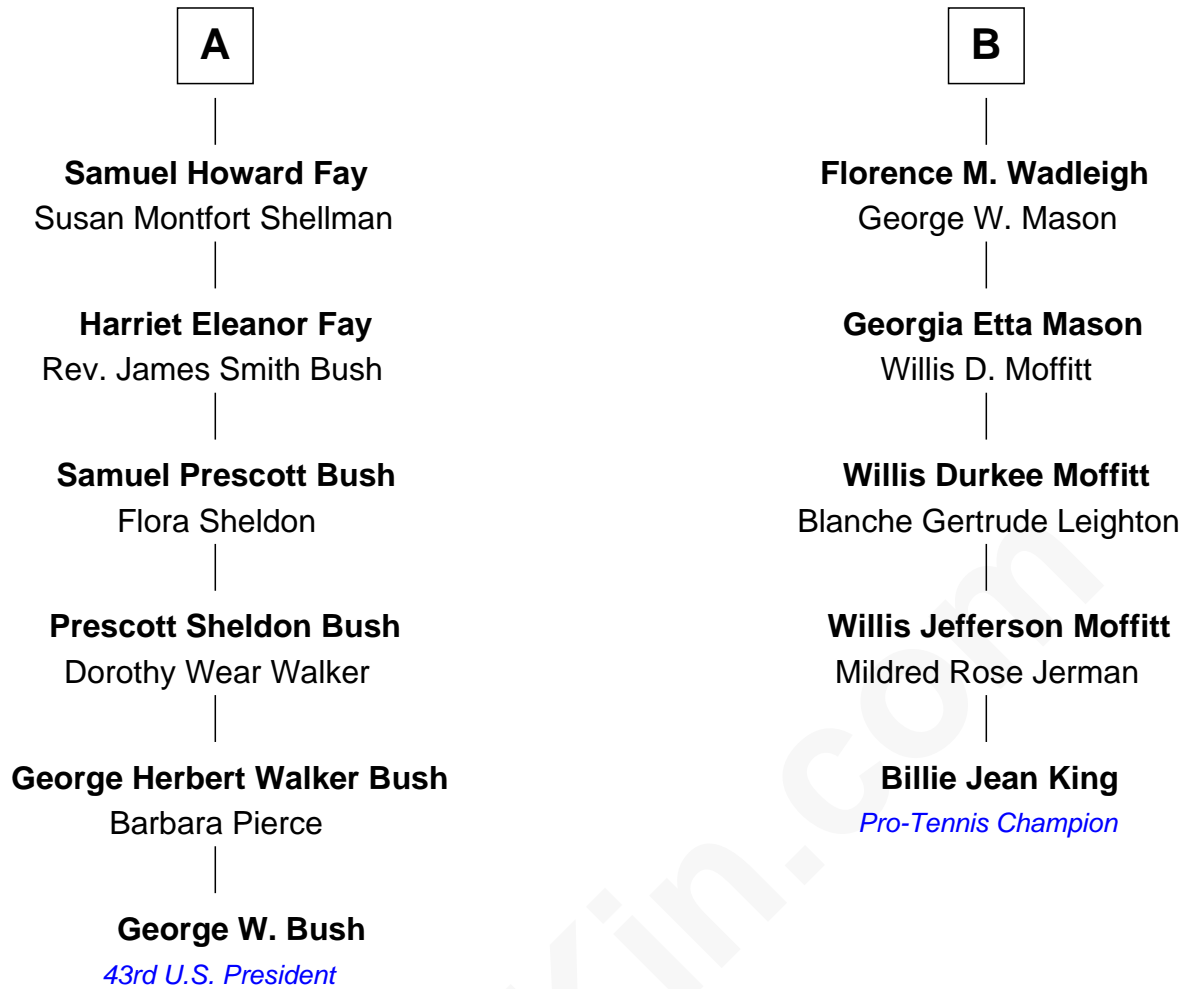 A
Samuel Howard Fay
Susan Montfort Shellman
Harriet Eleanor Fay
Rev. James Smith Bush
Samuel Prescott Bush
Flora Sheldon
Prescott Sheldon Bush
Dorothy Wear Walker
George Herbert Walker Bush
Barbara Pierce
George W. Bush
43rd U.S. President
B
Florence M. Wadleigh
George W. Mason
Georgia Etta Mason
Willis D. Moffitt
Willis Durkee Moffitt
Blanche Gertrude Leighton
Willis Jefferson Moffitt
Mildred Rose Jerman
Billie Jean King
Pro-Tennis Champion